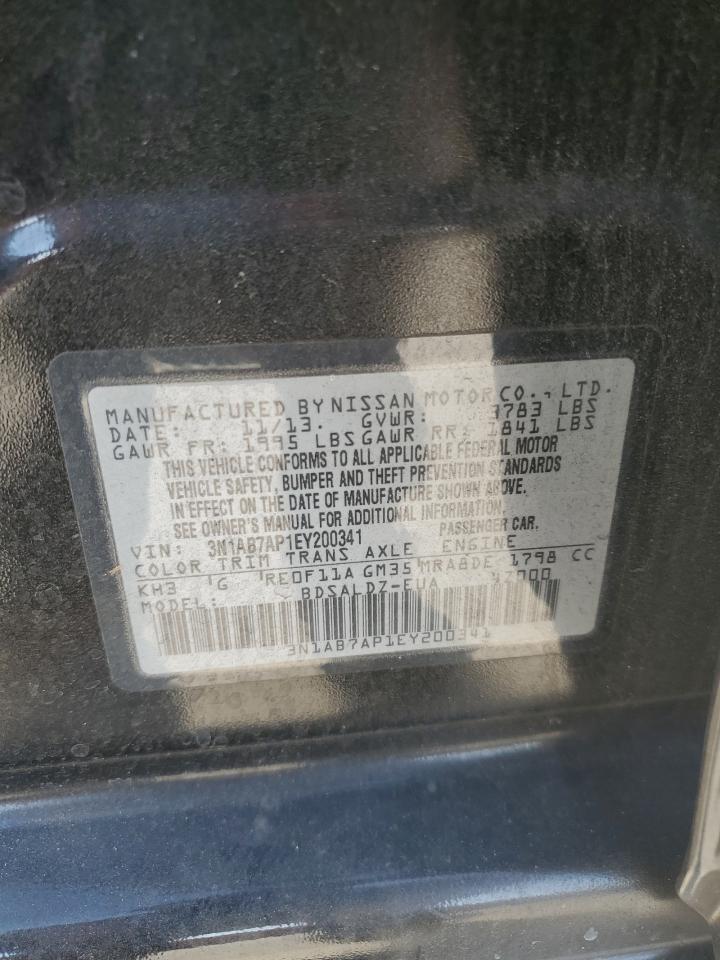 MANUFACTURED BY NISSAN MOTOR CO., LTD.
DATE: 11/13. GVWR: 3783 LBS
GAWR FR: 1995 LBS GAWR RR: 1841 LBS
THIS VEHICLE CONFORMS TO ALL APPLICABLE FEDERAL MOTOR
VEHICLE SAFETY, BUMPER AND THEFT PREVENTION STANDARDS
IN EFFECT ON THE DATE OF MANUFACTURE SHOWN ABOVE.
SEE OWNER'S MANUAL FOR ADDITIONAL INFORMATION.
VIN: 3N1AB7AP1EY200341 PASSENGER CAR.
COLOR TRIM TRANS AXLE ENGINE
KH3 G RE0F11A GM35 MRA8DE 1798 CC
MODEL: BDSALDZ-EUA 47000
3N1AB7AP1EY200341